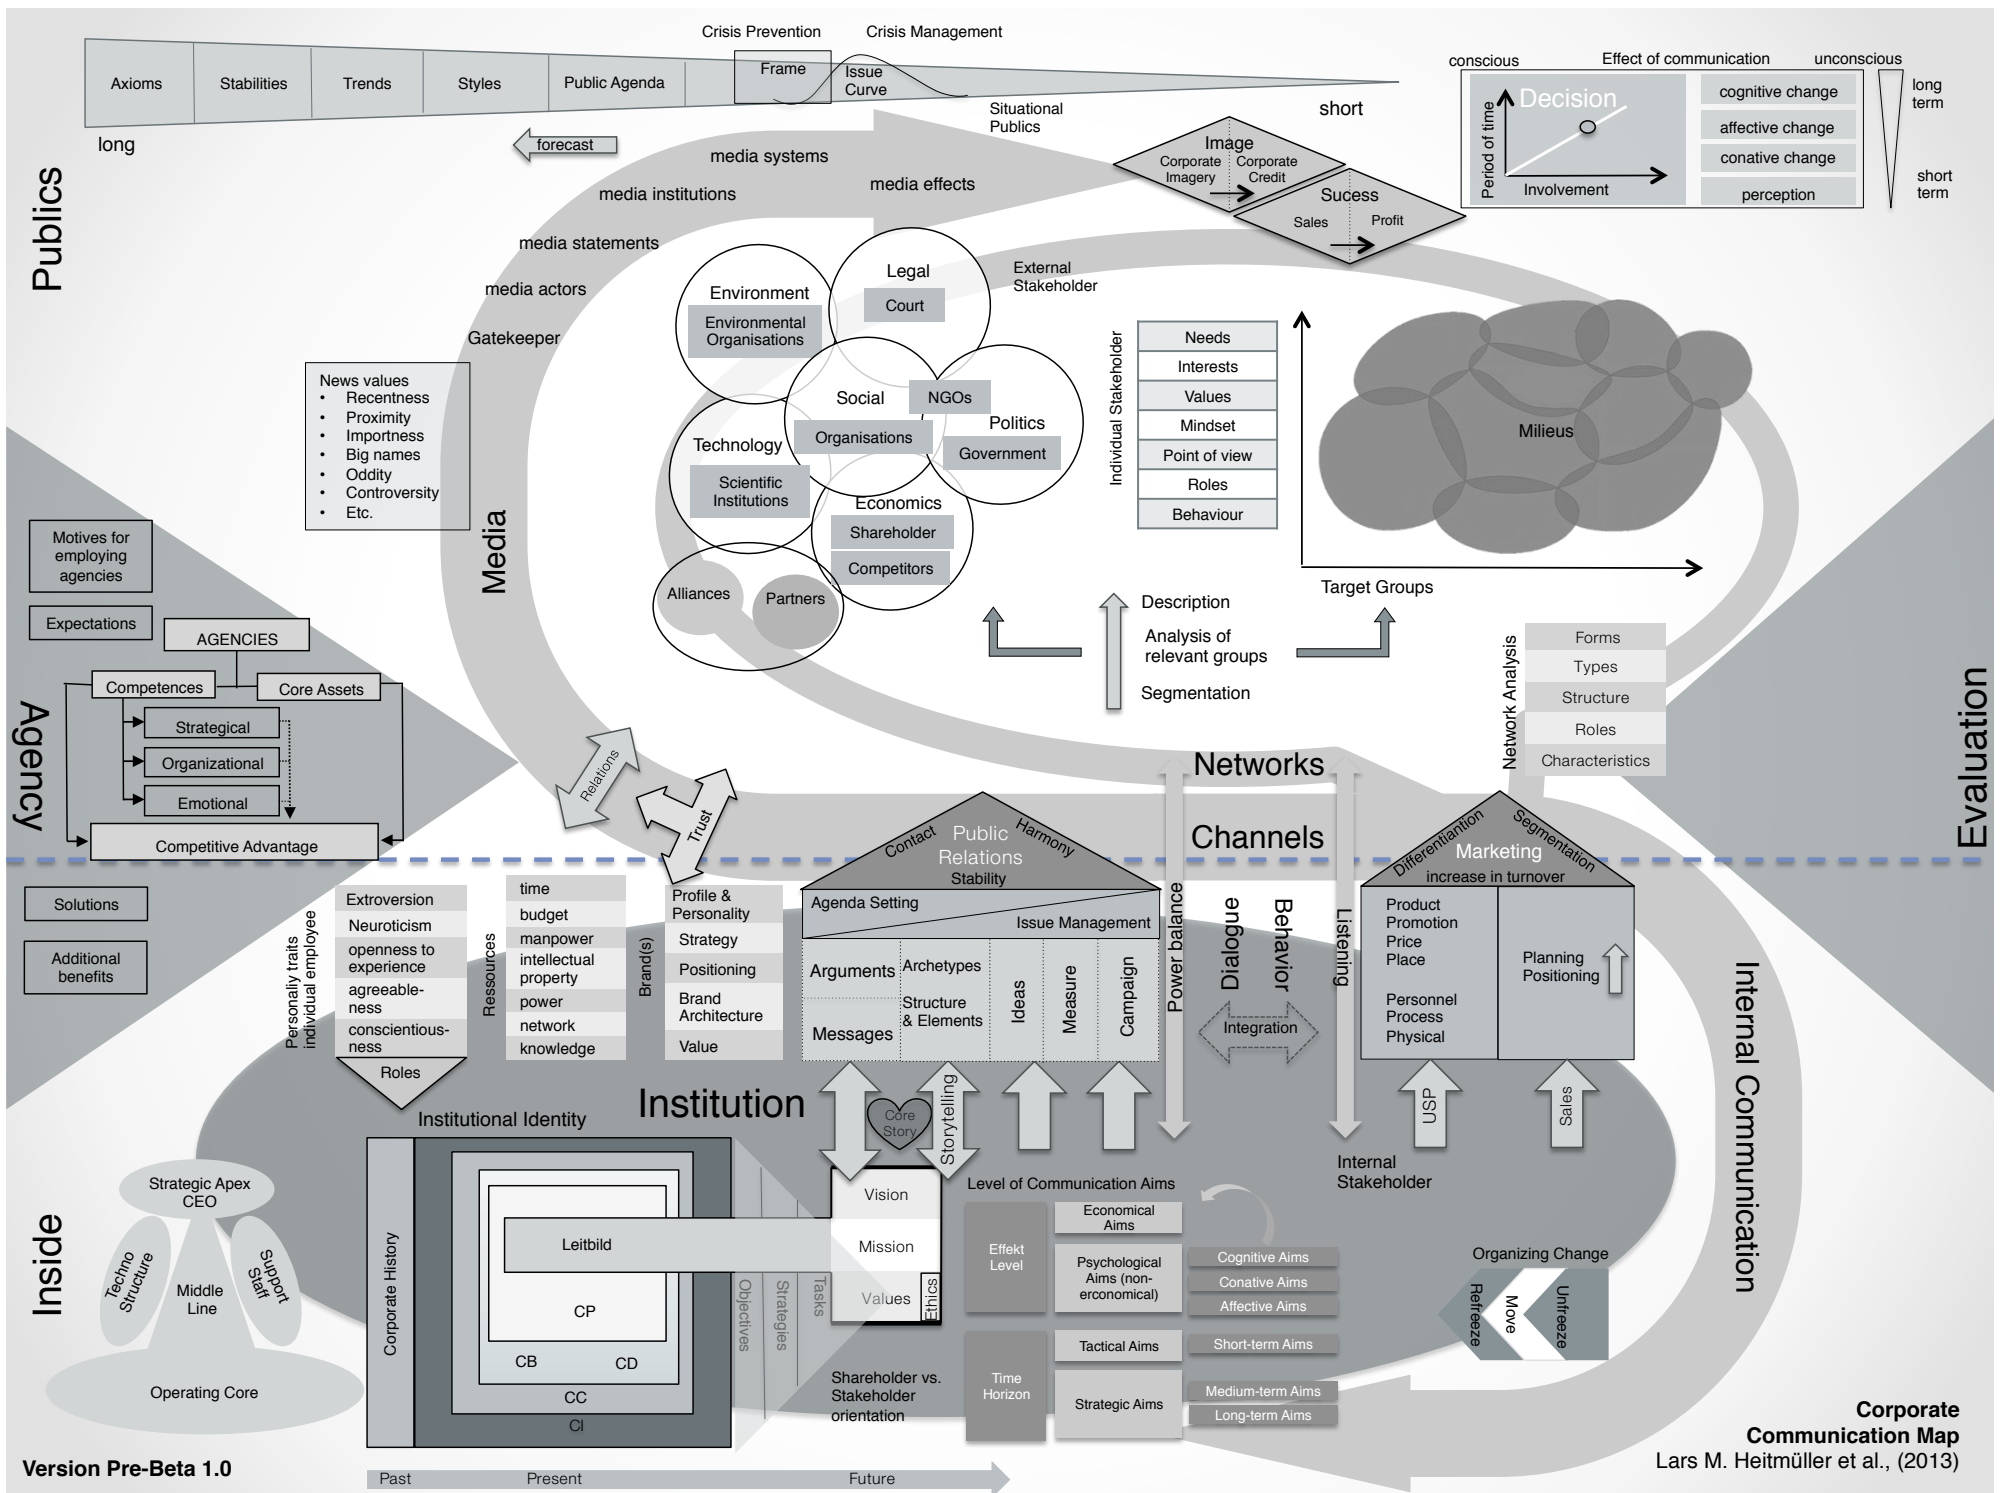 Crisis Prevention
Crisis Management
Axioms
Stabilities
Trends
Styles
Public Agenda
Frame
Issue
Curve
long
forecast
Situational
Publics
short
conscious
Effect of communication
unconscious
Decision
Period of time
Involvement
cognitive change
affective change
conative change
perception
long
term
short
term
Publics
media systems
media institutions
media effects
media statements
media actors
Gatekeeper
Image
Corporate
Imagery
Corporate
Credit
Sucess
Sales
Profit
News values
• Recentness
• Proximity
• Importness
• Big names
• Oddity
• Controversity
• Etc.
Media
Environment
Environmental
Organisations
Legal
Court
External
Stakeholder
Social
Organisations
NGOs
Politics
Government
Technology
Scientific
Institutions
Economics
Shareholder
Competitors
Alliances
Partners
Individual Stakeholder
Needs
Interests
Values
Mindset
Point of view
Roles
Behaviour
Milieus
Target Groups
Description
Analysis of
relevant groups
Segmentation
Network Analysis
Forms
Types
Structure
Roles
Characteristics
Motives for
employing
agencies
Expectations
AGENCIES
Competences
Core Assets
Strategical
Organizational
Emotional
Competitive Advantage
Agency
Solutions
Additional
benefits
Evaluation
Relations
Trust
Networks
Channels
Contact
Public
Relations
Harmony
Stability
Agenda Setting
Issue Management
Arguments
Messages
Archetypes
Structure
& Elements
Ideas
Measure
Campaign
Power balance
Dialogue
Behavior
Listening
Integration
Differentiantion
Segmentation
Marketing
increase in turnover
Product
Promotion
Price
Place
Personnel
Process
Physical
Planning
Positioning
USP
Sales
Internal Communication
Personaliy traits
individual employee
Extroversion
Neuroticism
openness to
experience
agreeable-
ness
conscientious-
ness
Roles
Ressources
time
budget
manpower
intellectual
property
power
network
knowledge
Brand(s)
Profile &
Personality
Strategy
Positioning
Brand
Architecture
Value
Institution
Core
Story
Storytelling
Institutional Identity
Corporate History
Leitbild
CP
CB
CD
CC
CI
Objectives
Strategies
Tasks
Vision
Mission
Values
Ethics
Shareholder vs.
Stakeholder
orientation
Level of Communication Aims
Effekt
Level
Economical
Aims
Psychological
Aims (non-
erconomical)
Cognitive Aims
Conative Aims
Affective Aims
Time
Horizon
Tactical Aims
Short-term Aims
Strategic Aims
Medium-term Aims
Long-term Aims
Internal
Stakeholder
Organizing Change
Refreeze
Move
Unfreeze
Inside
Strategic Apex
CEO
Techno
Structure
Middle
Line
Support
Staff
Operating Core
Version Pre-Beta 1.0
Past
Present
Future
Corporate
Communication Map
Lars M. Heitmüller et al., (2013)